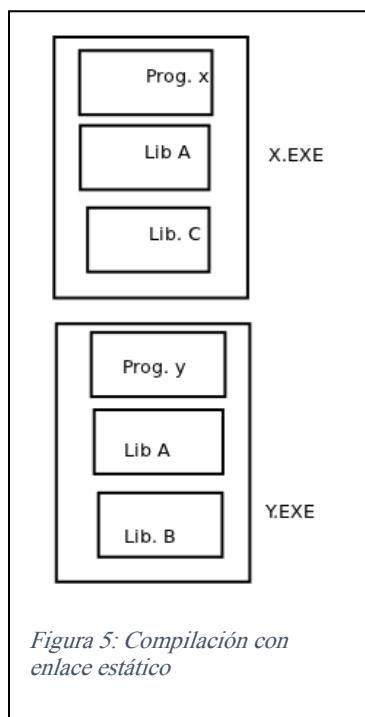 Prog. x
Lib A
X.EXE
Lib. C
Prog. y
Lib A
Y.EXE
Lib. B
Figura 5: Compilación con
enlace estático